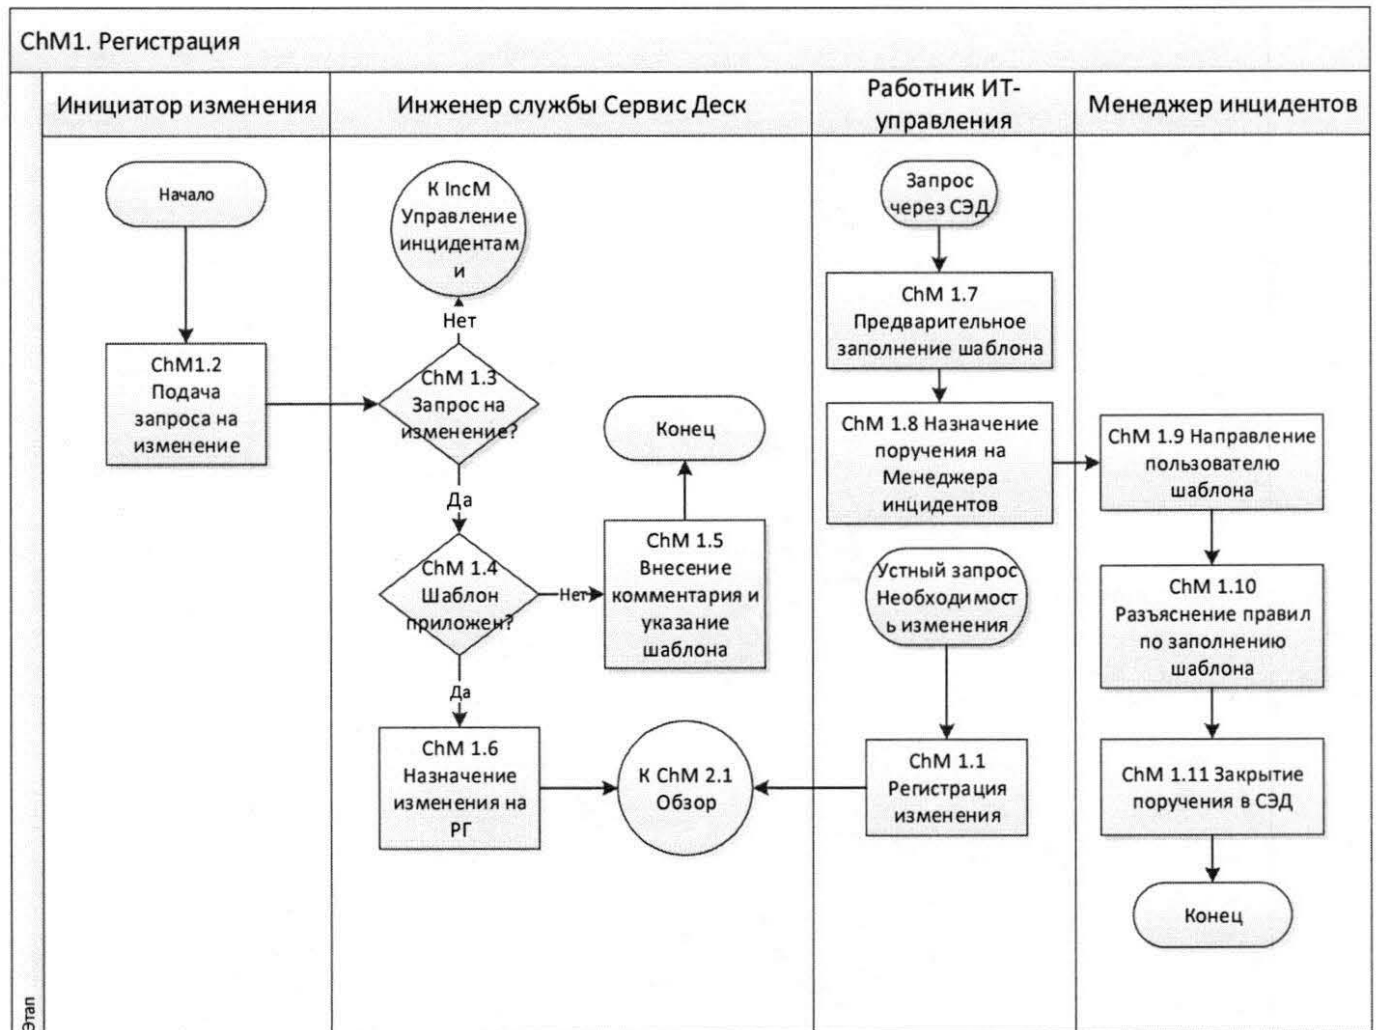 ChM1. Регистрация
Инициатор изменения
Инженер службы Сервис Деск
Работник ИТ-
управления
Менеджер инцидентов
Начало
ChM1.2
Подача
запроса на
изменение
К IncM
Управление
инцидентам
и
Нет
ChM 1.3
Запрос на
изменение?
Да
ChM 1.4
Шаблон
приложен?
Нет
Да
ChM 1.6
Назначение
изменения на
РГ
Конец
ChM 1.5
Внесение
комментария и
указание
шаблона
К ChM 2.1
Обзор
Запрос
через СЭД
ChM 1.7
Предварительное
заполнение шаблона
ChM 1.8 Назначение
поручения на
Менеджера
инцидентов
Устный запрос
Необходимост
ь изменения
ChM 1.1
Регистрация
изменения
ChM 1.9 Направление
пользователю
шаблона
ChM 1.10
Разъяснение правил
по заполнению
шаблона
ChM 1.11 Закрытие
поручения в СЭД
Конец
Этап